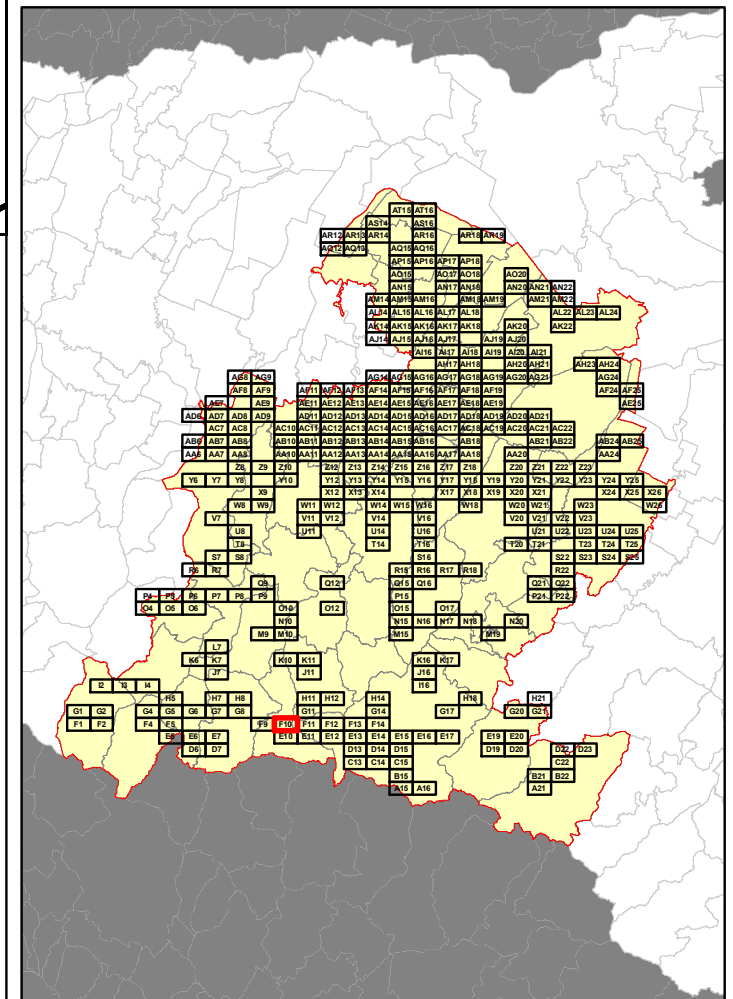 AT15 AT16
AS14 AS16
AR12 AR13 AR14 AR16 AR18 AR19
AQ12 AQ13 AQ15 AQ16
AP15 AP16 AP17 AP18
AO15 AO17 AO18 AO20
AN15 AN17 AN18 AN20 AN21 AN22
AM14 AM15 AM16 AM18 AM19 AM21 AM22
AL14 AL15 AL16 AL17 AL18 AL22 AL23 AL24
AK14 AK15 AK16 AK17 AK18 AK20 AK22
AJ14 AJ15 AJ16 AJ17 AJ19 AJ20
AI16 AI17 AI18 AI19 AI20 AI21
AH17 AH18 AH20 AH21 AH23 AH24
AG8 AG9 AG14 AG15 AG16 AG17 AG18 AG19 AG20 AG21 AG24
AF8 AF9 AF11 AF12 AF13 AF14 AF15 AF16 AF17 AF18 AF19 AF24 AF25
AE7 AE9 AE11 AE12 AE13 AE14 AE15 AE16 AE17 AE18 AE19 AE25
AD6 AD7 AD8 AD9 AD11 AD12 AD13 AD14 AD15 AD16 AD17 AD18 AD19 AD20 AD21
AC7 AC8 AC10 AC11 AC12 AC13 AC14 AC15 AC16 AC17 AC18 AC19 AC20 AC21 AC22
AB6 AB7 AB8 AB10 AB11 AB12 AB13 AB14 AB15 AB16 AB18 AB21 AB22 AB24 AB25
AA6 AA7 AA8 AA10 AA11 AA12 AA13 AA14 AA15 AA16 AA17 AA18 AA20 AA24
Z8 Z9 Z10 Z12 Z13 Z14 Z15 Z16 Z17 Z18 Z20 Z21 Z22 Z23
Y6 Y7 Y8 Y10 Y12 Y13 Y14 Y15 Y16 Y17 Y18 Y19 Y20 Y21 Y22 Y23 Y24 Y25
X9 X12 X13 X14 X17 X18 X19 X20 X21 X24 X25 X26
W8 W9 W11 W12 W14 W15 W16 W18 W20 W21 W23 W26
V7 V11 V12 V14 V16 V20 V21 V22 V23
U8 U11 U14 U16 U21 U22 U23 U24 U25
T8 T14 T16 T20 T21 T23 T24 T25
S7 S8 S16 S22 S23 S24 S25
R6 R7 R15 R16 R17 R18 R22
Q9 Q12 Q15 Q16 Q21 Q22
P4 P5 P6 P7 P8 P9 P15 P21 P22
O4 O5 O6 O10 O12 O15 O17
N10 N15 N16 N17 N18 N20
M9 M10 M15 M19
L7
K6 K7 K10 K11 K16 K17
J7 J11 J16
I2 I3 I4 I16
H5 H7 H8 H11 H12 H14 H18 H21
G1 G2 G4 G5 G6 G7 G8 G11 G14 G17 G20 G21
F1 F2 F4 F5 F9 F10 F11 F12 F13 F14
E5 E6 E7 E10 E11 E12 E13 E14 E15 E16 E17 E19 E20
D6 D7 D13 D14 D15 D19 D20 D22 D23
C13 C14 C15 C22
B15 B21 B22
A15 A16 A21